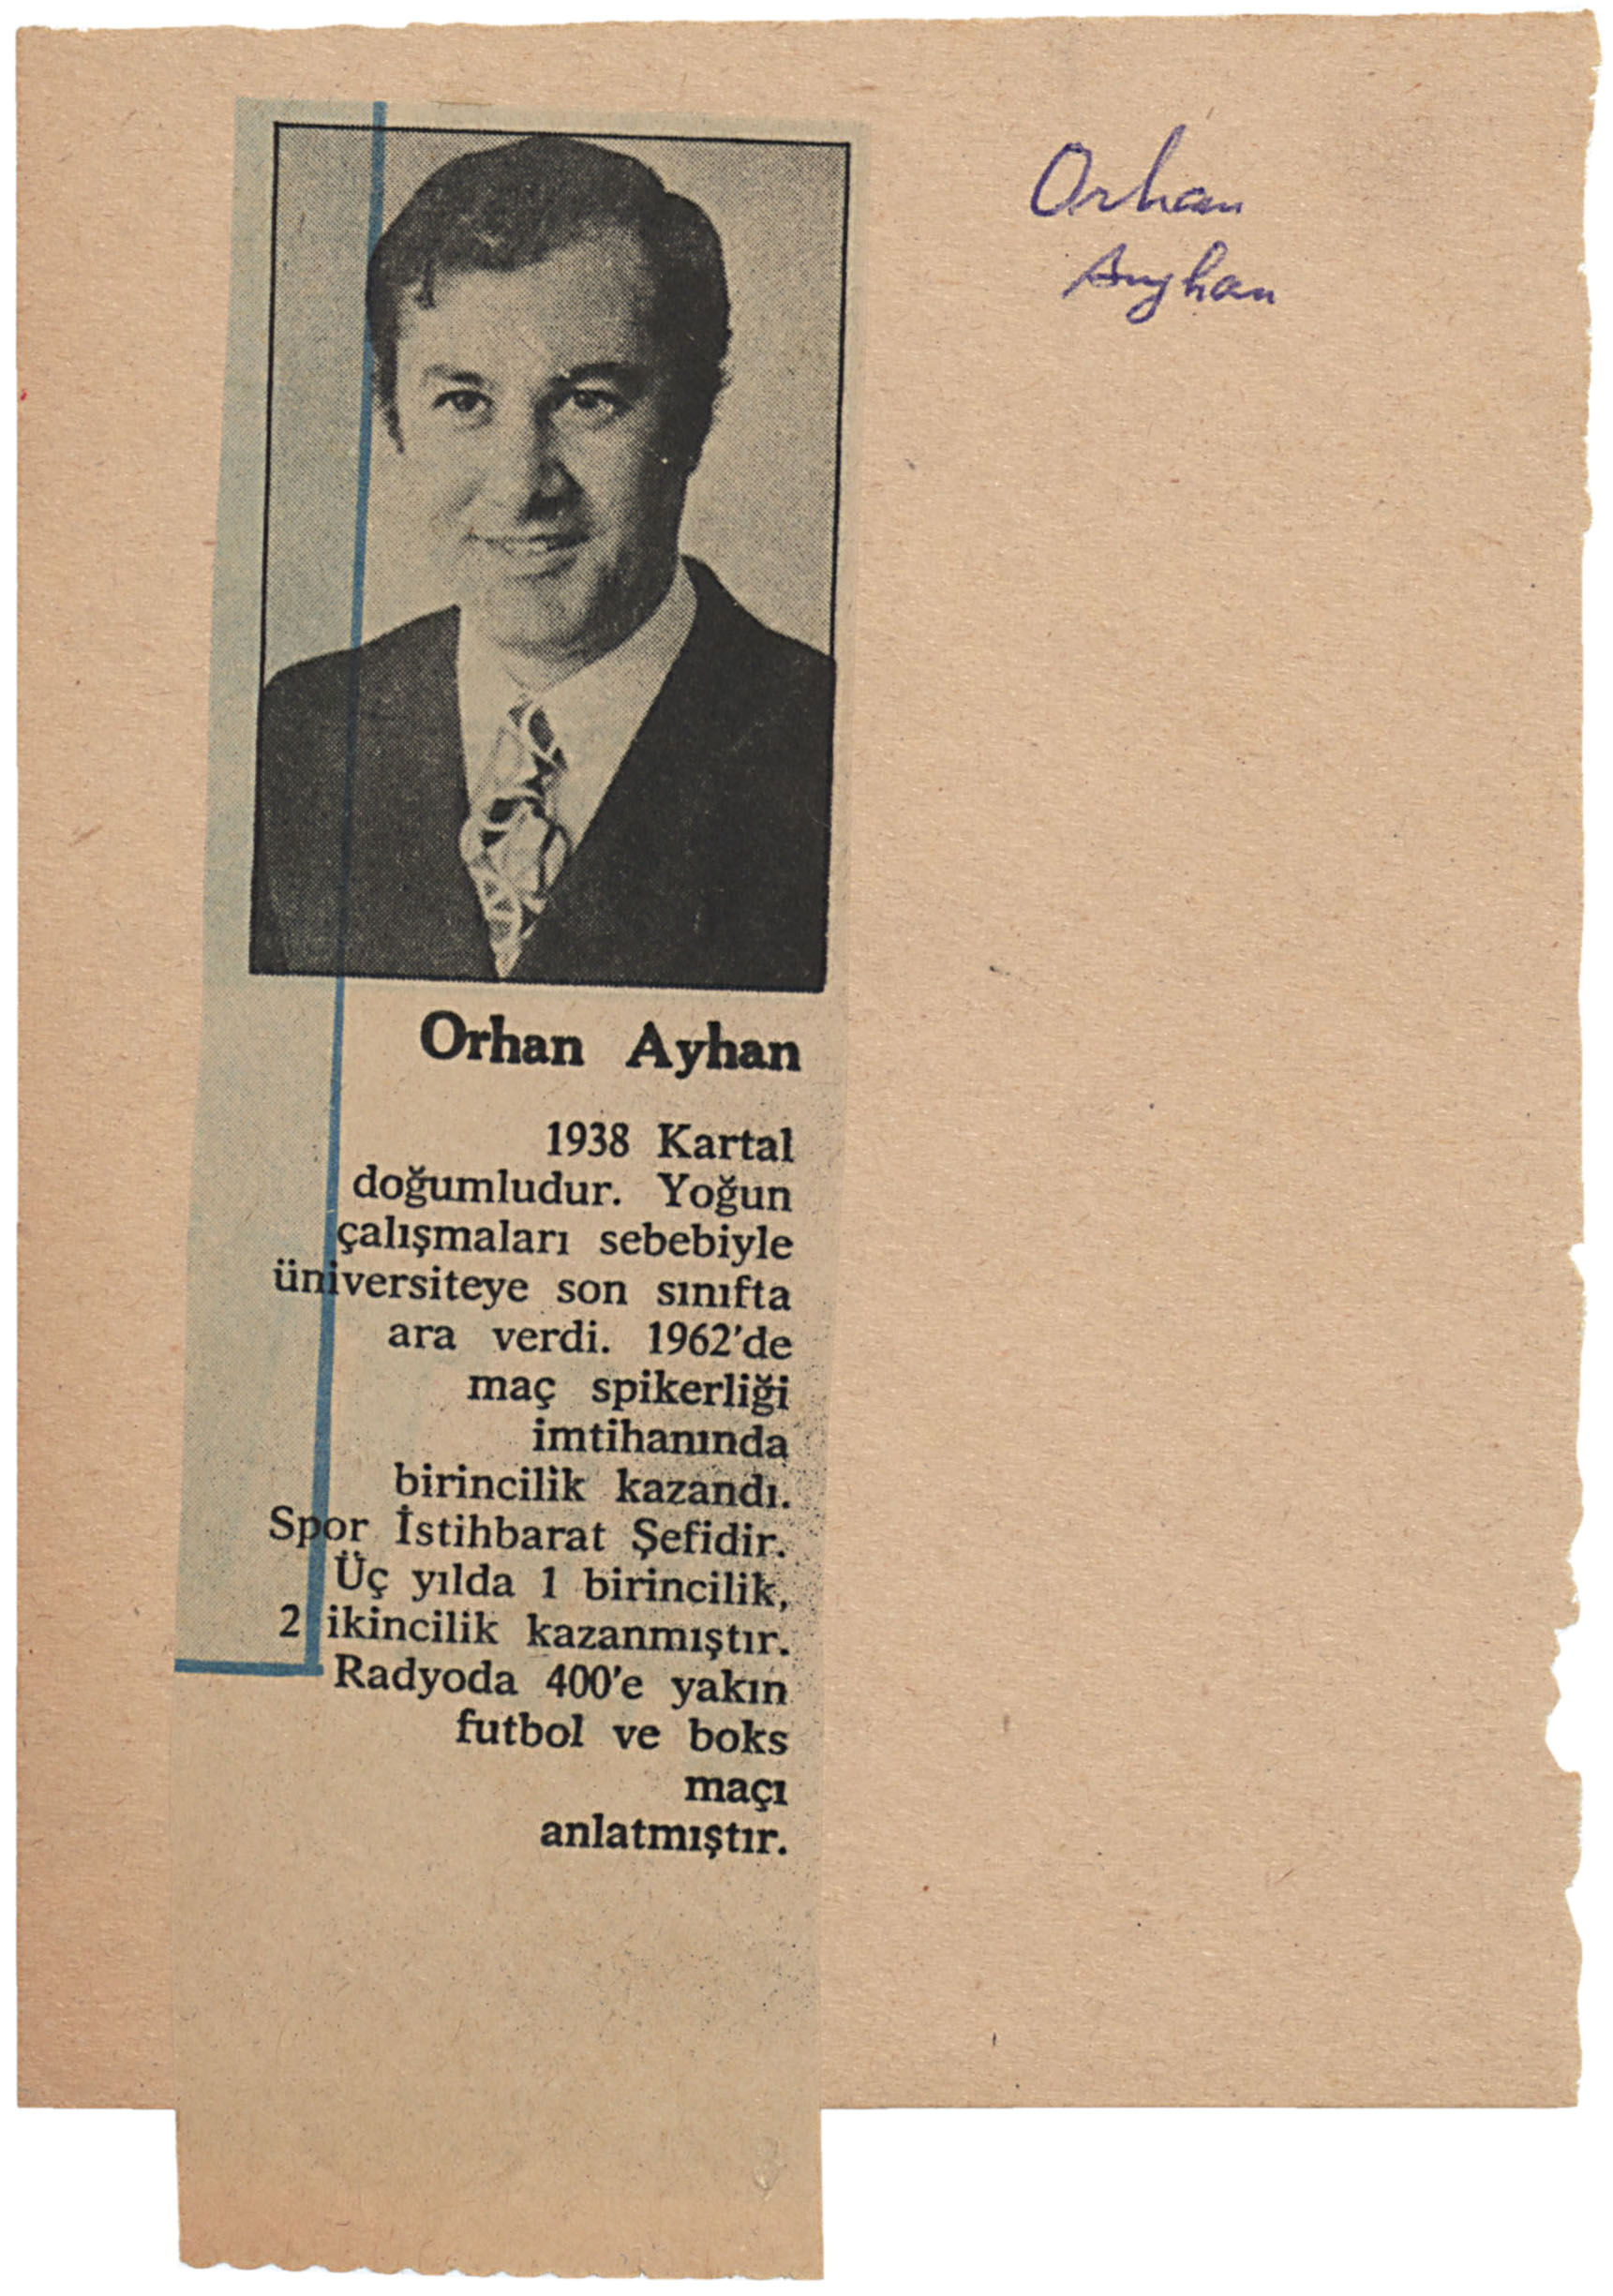 Orhan
Ayhan
Orhan Ayhan
1938 Kartal
doğumludur. Yoğun
çalışmaları sebebiyle
üniversiteye son sınıfta
ara verdi. 1962'de
maç spikerliği
imtihanında
birincilik kazandı.
Spor İstihbarat Şefidir.
Üç yılda 1 birincilik,
2 ikincilik kazanmıştır.
Radyoda 400'e yakın
futbol ve boks
maçı
anlatmıştır.